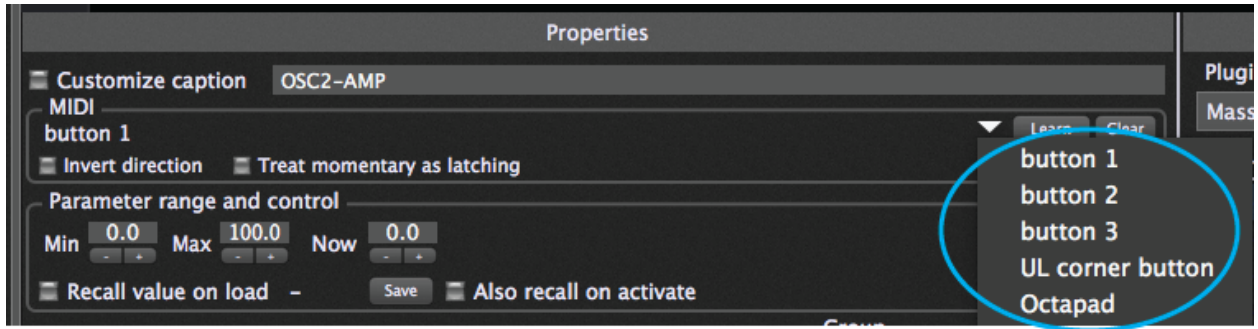 Properties
Customize caption OSC2-AMP
Plugi
MIDI
Mass
button 1
Learn Clear
Invert direction Treat momentary as latching
button 1
button 2
button 3
UL corner button
Octapad
Parameter range and control
Min 0.0 Max 100.0 Now 0.0
- + - + - +
Recall value on load – Save Also recall on activate
Group